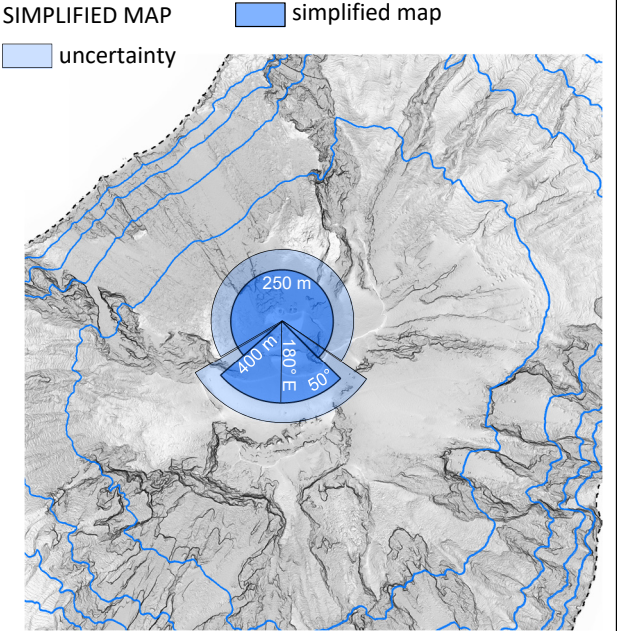 SIMPLIFIED MAP
simplified map
uncertainty
250 m
400 m
180° E
50°